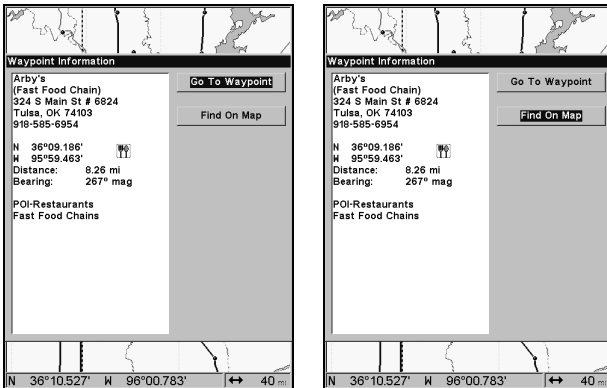 Waypoint Information
Arby's
(Fast Food Chain)
324 S Main St # 6824
Tulsa, OK 74103
918-585-6954
N 36°09.186'
W 95°59.463'
Distance: 8.26 mi
Bearing: 267° mag
POI-Restaurants
Fast Food Chains
Go To Waypoint
Find On Map
N 36°10.527' W 96°00.783' ↔ 40 mi
Waypoint Information
Arby's
(Fast Food Chain)
324 S Main St # 6824
Tulsa, OK 74103
918-585-6954
N 36°09.186'
W 95°59.463'
Distance: 8.26 mi
Bearing: 267° mag
POI-Restaurants
Fast Food Chains
Go To Waypoint
Find On Map
N 36°10.527' W 96°00.783' ↔ 40 mi